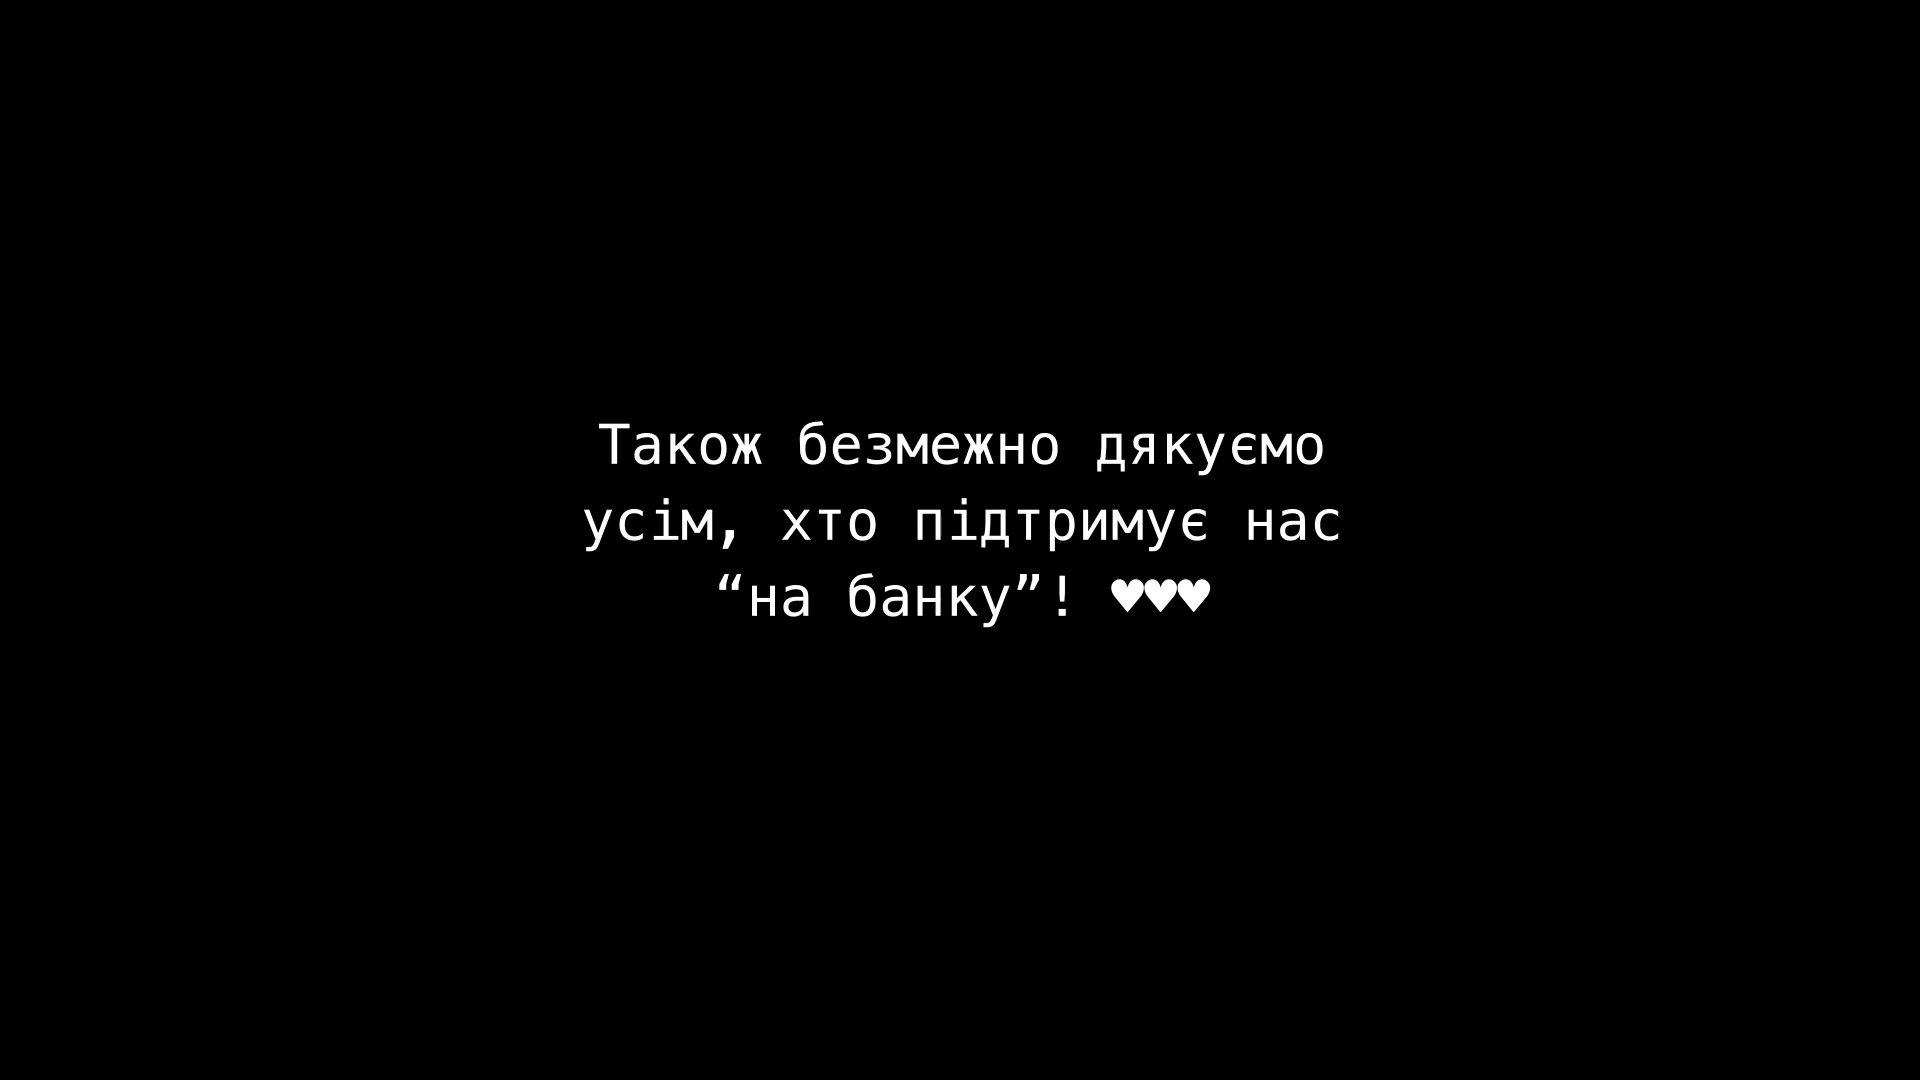 Також безмежно дякуємо
усім, хто підтримує нас
“на банку”! ♥♥♥